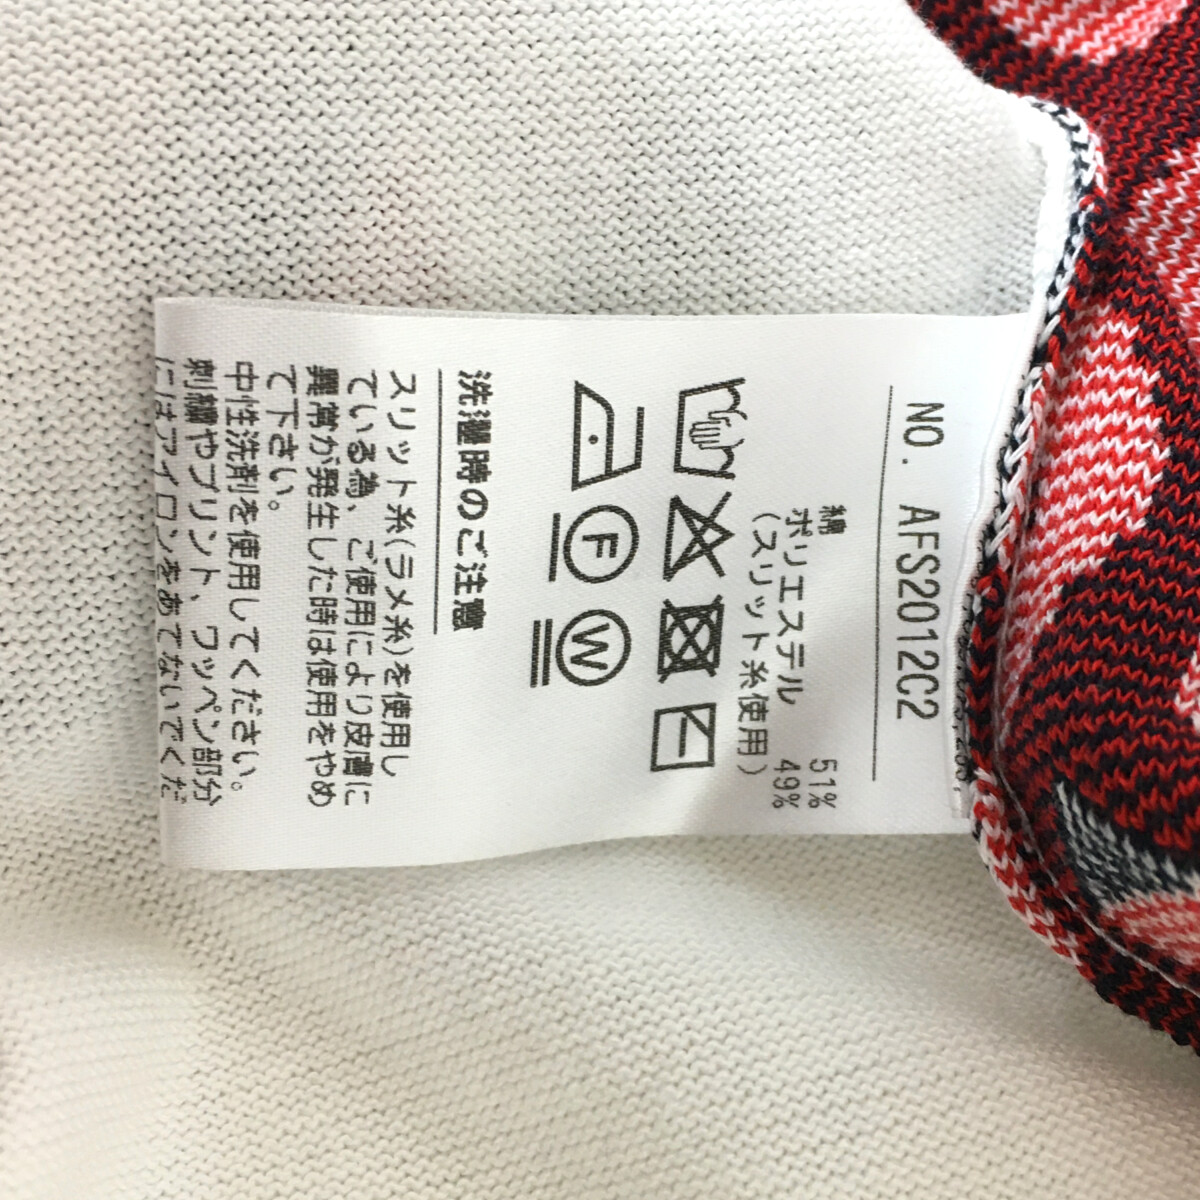 NO. AFS2012C2
綿 51%
ポリエステル 49%
(スリット糸使用)
F
W
洗濯時のご注意
スリット糸(ラメ糸)を使用し
ている為、ご使用により皮膚に
異常が発生した時は使用をやめ
て下さい。
中性洗剤を使用してください。
刺繍やプリント、ワッペン部分
にはアイロンをあてないでくだ